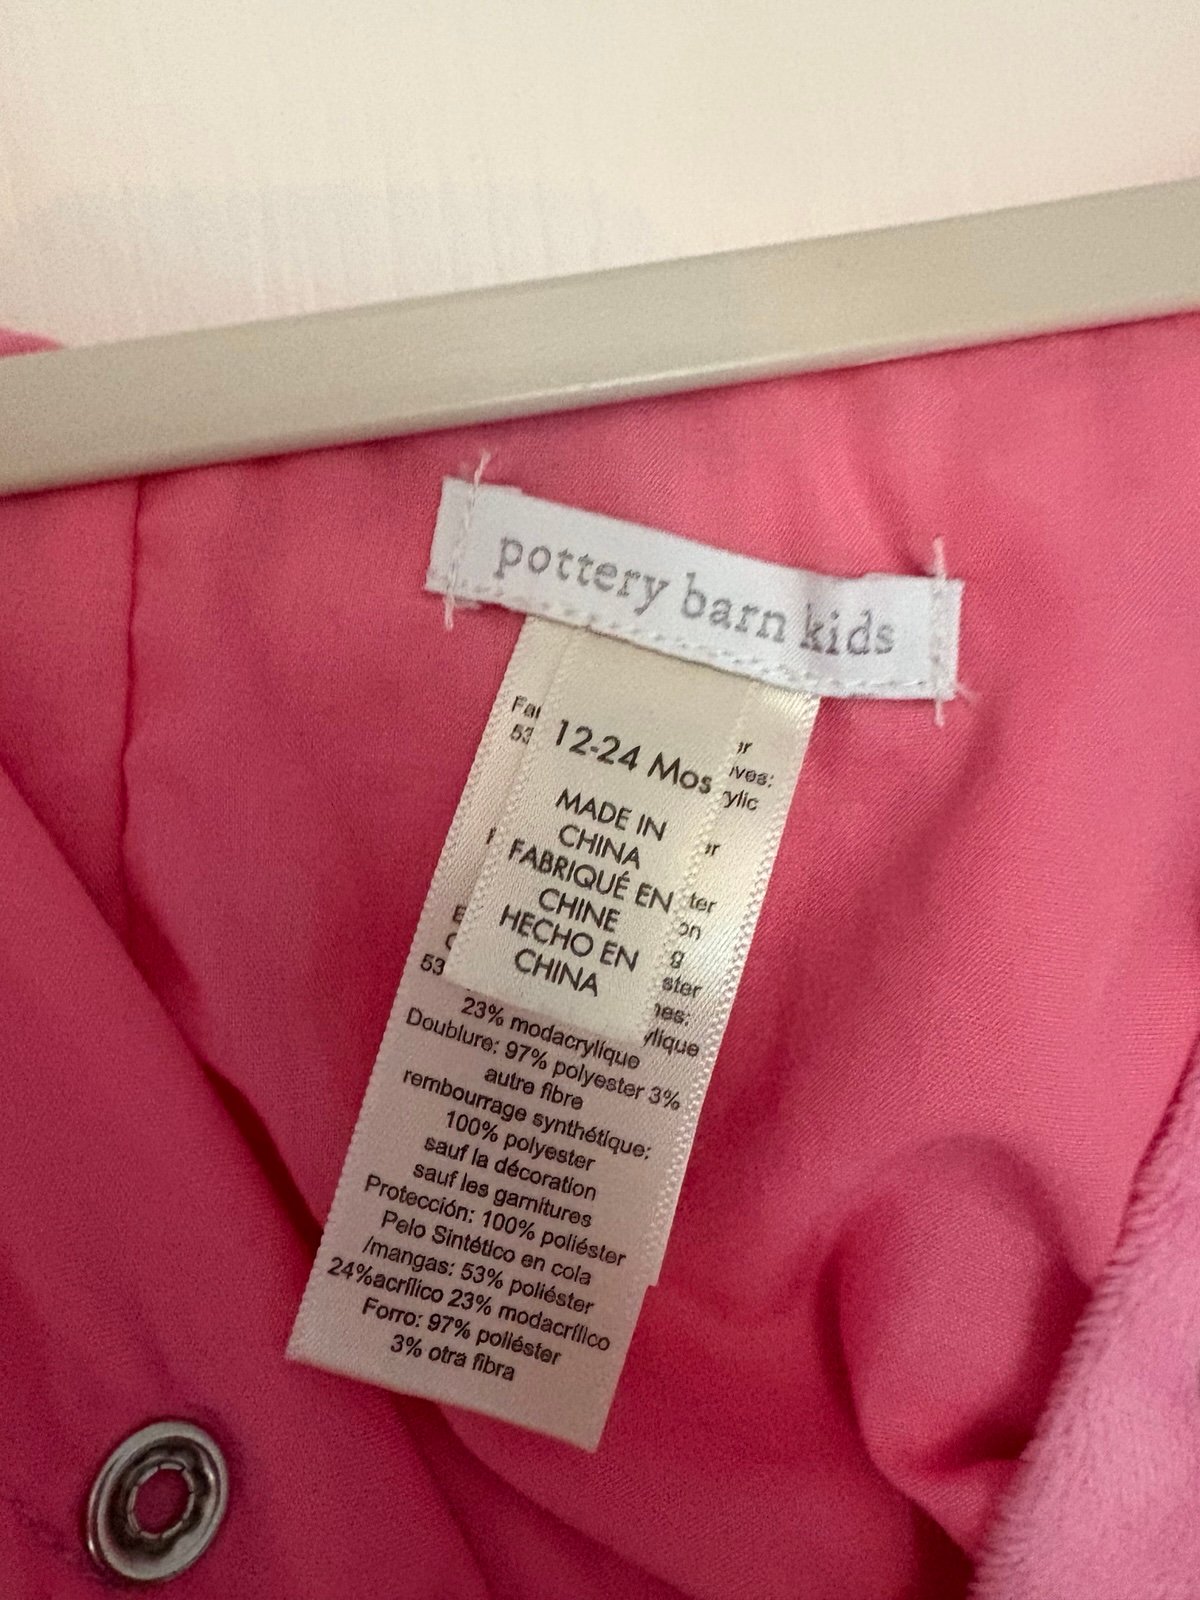 pottery barn kids
12-24 Mos
MADE IN
CHINA
FABRIQUÉ EN
CHINE
HECHO EN
CHINA
53
53
23% modacrylique
Doublure: 97% polyester 3%
autre fibre
rembourrage synthétique:
100% polyester
sauf la décoration
sauf les garnitures
Protección: 100% poliéster
Pelo Sintético en cola
/mangas: 53% poliéster
24%acrílico 23% modacrílico
Forro: 97% poliéster
3% otra fibra